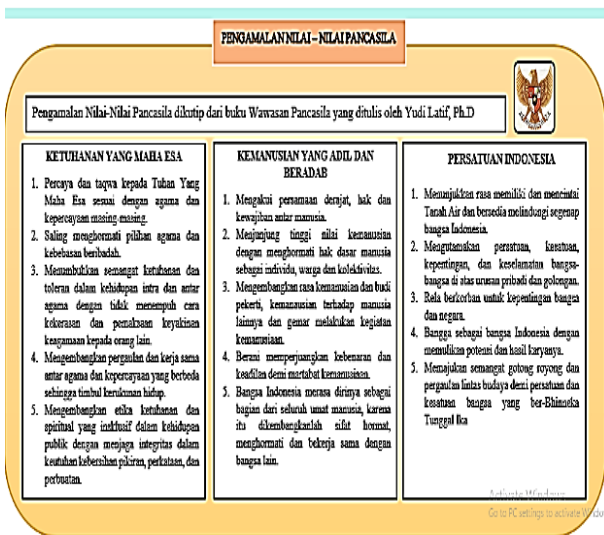 PENGAMALAN NILAI – NILAI PANCASILA
Pengamalan Nilai-Nilai Pancasila dikutip dari buku Wawasan Pancasila yang ditulis oleh Yudi Latif, Ph.D
KETUHANAN YANG MAHA ESA
1. Percaya dan taqwa kepada Tuhan Yang
Maha Esa sesuai dengan agama dan
kepercayaan masing-masing.
2. Saling menghormati pilihan agama dan
kebebasan beribadah.
3. Menumbuhkan semangat ketuhanan dan
toleran dalam kehidupan intra dan antar
agama dengan tidak menempuh cara
kekerasan dan pemaksaan keyakinan
keagamaan kepada orang lain.
4. Mengembangkan pergaulan dan kerja sama
antar agama dan kepercayaan yang berbeda
sehingga timbul kerukunan hidup.
5. Mengembangkan etika ketuhanan dan
spiritual yang dalam kehidupan
publik dengan menjaga integritas dalam
keutuhan kebersihan pikiran, perkataan, dan
perbuatan.
KEMANUSIAN YANG ADIL DAN
BERADAB
1. Mengakui persamaan derajat, hak dan
kewajiban antar manusia.
2. Menjunjung tinggi nilai kemanusian
dengan menghormati hak dasar manusia
sebagai individu, warga dan kolektivitas.
3. Mengembangkan rasa kemanusian dan budi
pekerti, kemanusian terhadap manusia
lainnya dan gemar melakukan kegiatan
kemanusiaan.
4. Berani memperjuangkan kebenaran dan
keadilan demi martabat kemanusian.
5. Bangsa Indonesia merasa dirinya sebagai
bagian dari seluruh umat manusia, karena
itu dikembangkanlah sifat hormat,
menghormati dan bekerja sama dengan
bangsa lain.
PERSATUAN INDONESIA
1. Menunjukkan rasa memiliki dan mencintai
Tanah Air dan bersedia melindungi segenap
bangsa Indonesia.
2. Mengutamakan persatuan, kesatuan,
kepentingan, dan keselamatan bangsa-
bangsa di atas urusan pribadi dan golongan.
3. Rela berkorban untuk kepentingan bangsa
dan negara.
4. Bangga sebagai bangsa Indonesia dengan
memulikan potensi dan hasil karyanya.
5. Memajukan semangat gotong royong dan
pergaulan lintas budaya demi persatuan dan
kesatuan bangsa yang ber-Bhinneka
Tunggal Ika
Activate Windows
Go to PC settings to activate Windo